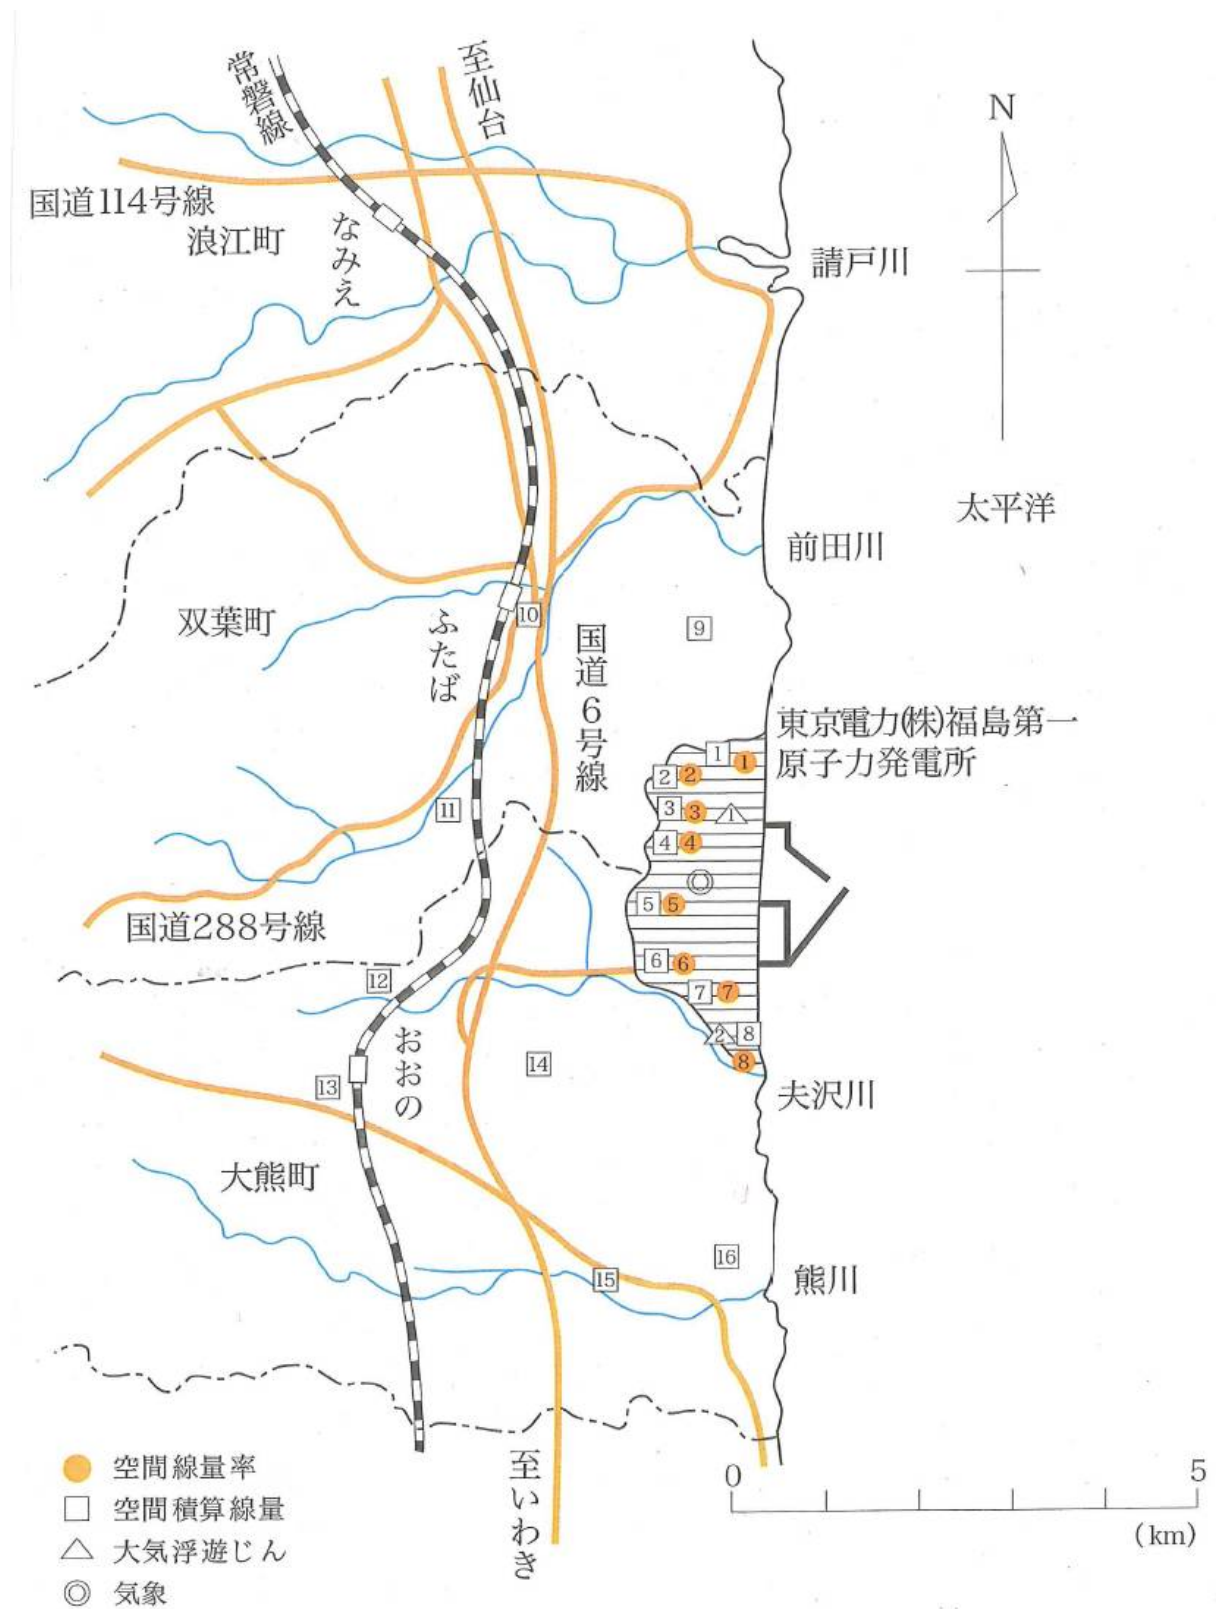 常磐線
至仙台
N
国道114号線
浪江町
なみえ
請戸川
太平洋
前田川
双葉町
ふたば
10
9
国道6号線
東京電力(株)福島第一
原子力発電所
1
1
2
2
3
3
1
4
4
11
5
5
国道288号線
6
6
12
7
7
2
8
8
おおの
14
13
夫沢川
大熊町
16
15
熊川
至いわき
空間線量率
空間積算線量
大気浮遊じん
気象
0
5
(km)